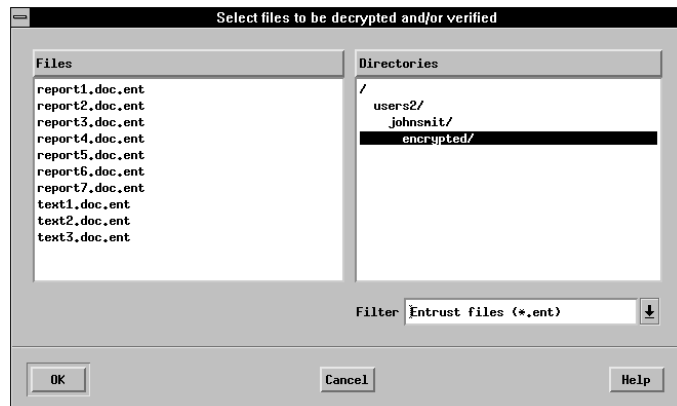 Select files to be decrypted and/or verified
Files
report1.doc.ent
report2.doc.ent
report3.doc.ent
report4.doc.ent
report5.doc.ent
report6.doc.ent
report7.doc.ent
text1.doc.ent
text2.doc.ent
text3.doc.ent
Directories
/
users2/
johnsmit/
encrypted/
Filter Entrust files (*.ent)
OK Cancel Help